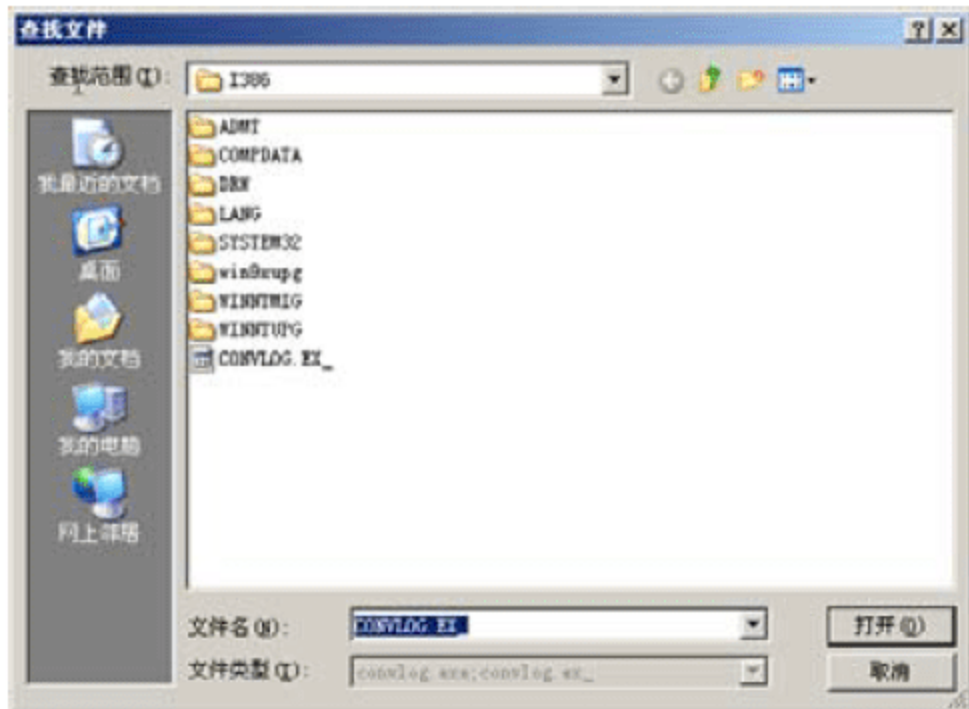 查找文件
查找范围(I):
I386
我最近的文档
桌面
我的文档
我的电脑
网上邻居
ADMT
COMPDATA
DRW
LANG
SYSTEM32
win9xupg
WINNTMIG
WINNTUPG
CONVLOG.EX_
文件名(N):
CONVLOG.EX_
打开(O)
文件类型(T):
convlog.exe;convlog.ex_
取消